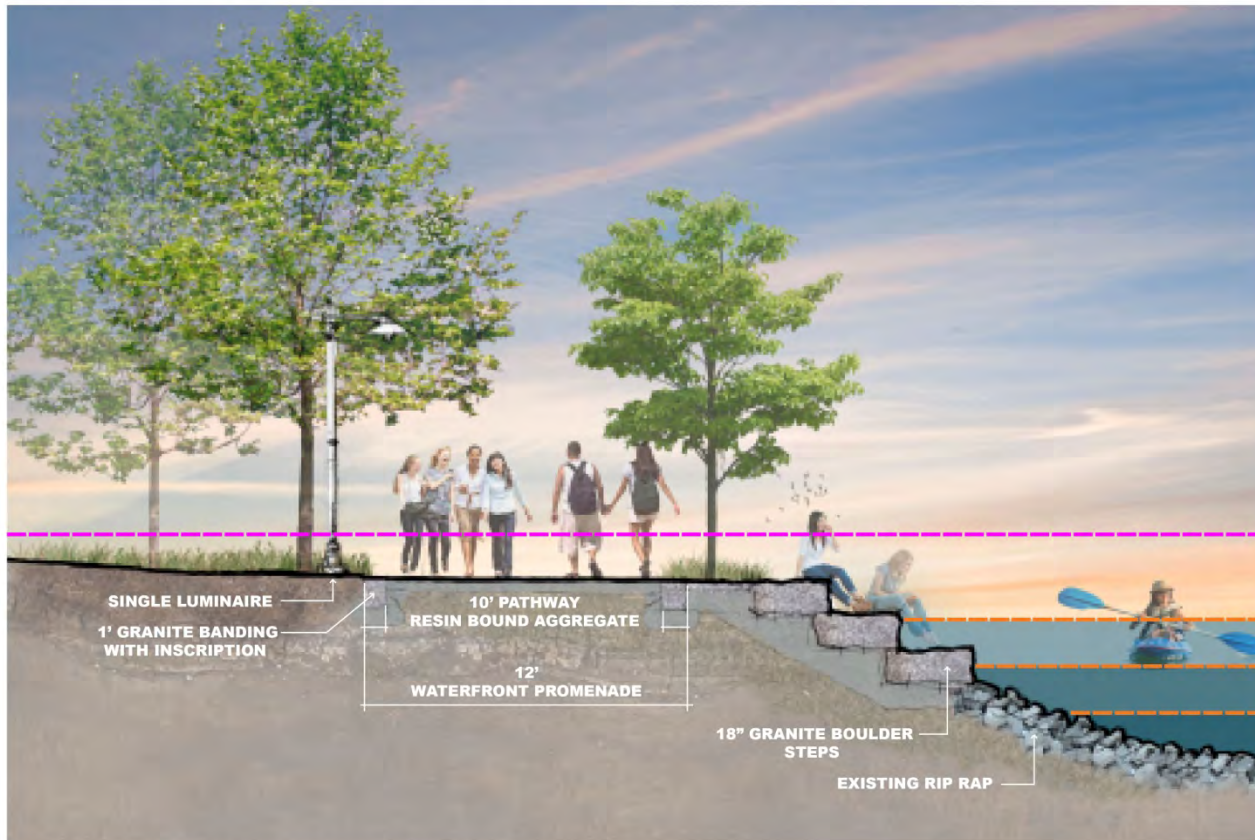 SINGLE LUMINAIRE
1' GRANITE BANDING
WITH INSCRIPTION
10' PATHWAY
RESIN BOUND AGGREGATE
12'
WATERFRONT PROMENADE
18” GRANITE BOULDER
STEPS
EXISTING RIP RAP